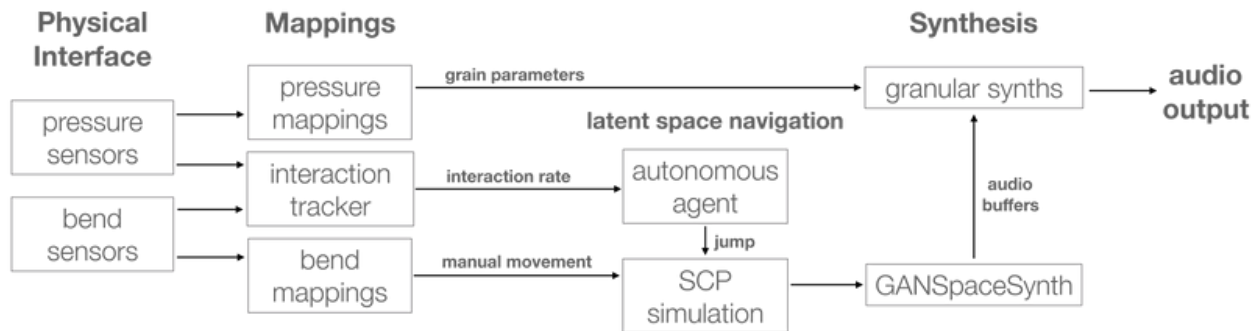 Physical
Interface
Mappings
Synthesis
pressure
sensors
bend
sensors
pressure
mappings
interaction
tracker
bend
mappings
grain parameters
latent space navigation
interaction rate
autonomous
agent
jump
manual movement
SCP
simulation
granular synths
audio
buffers
GANSpaceSynth
audio
output